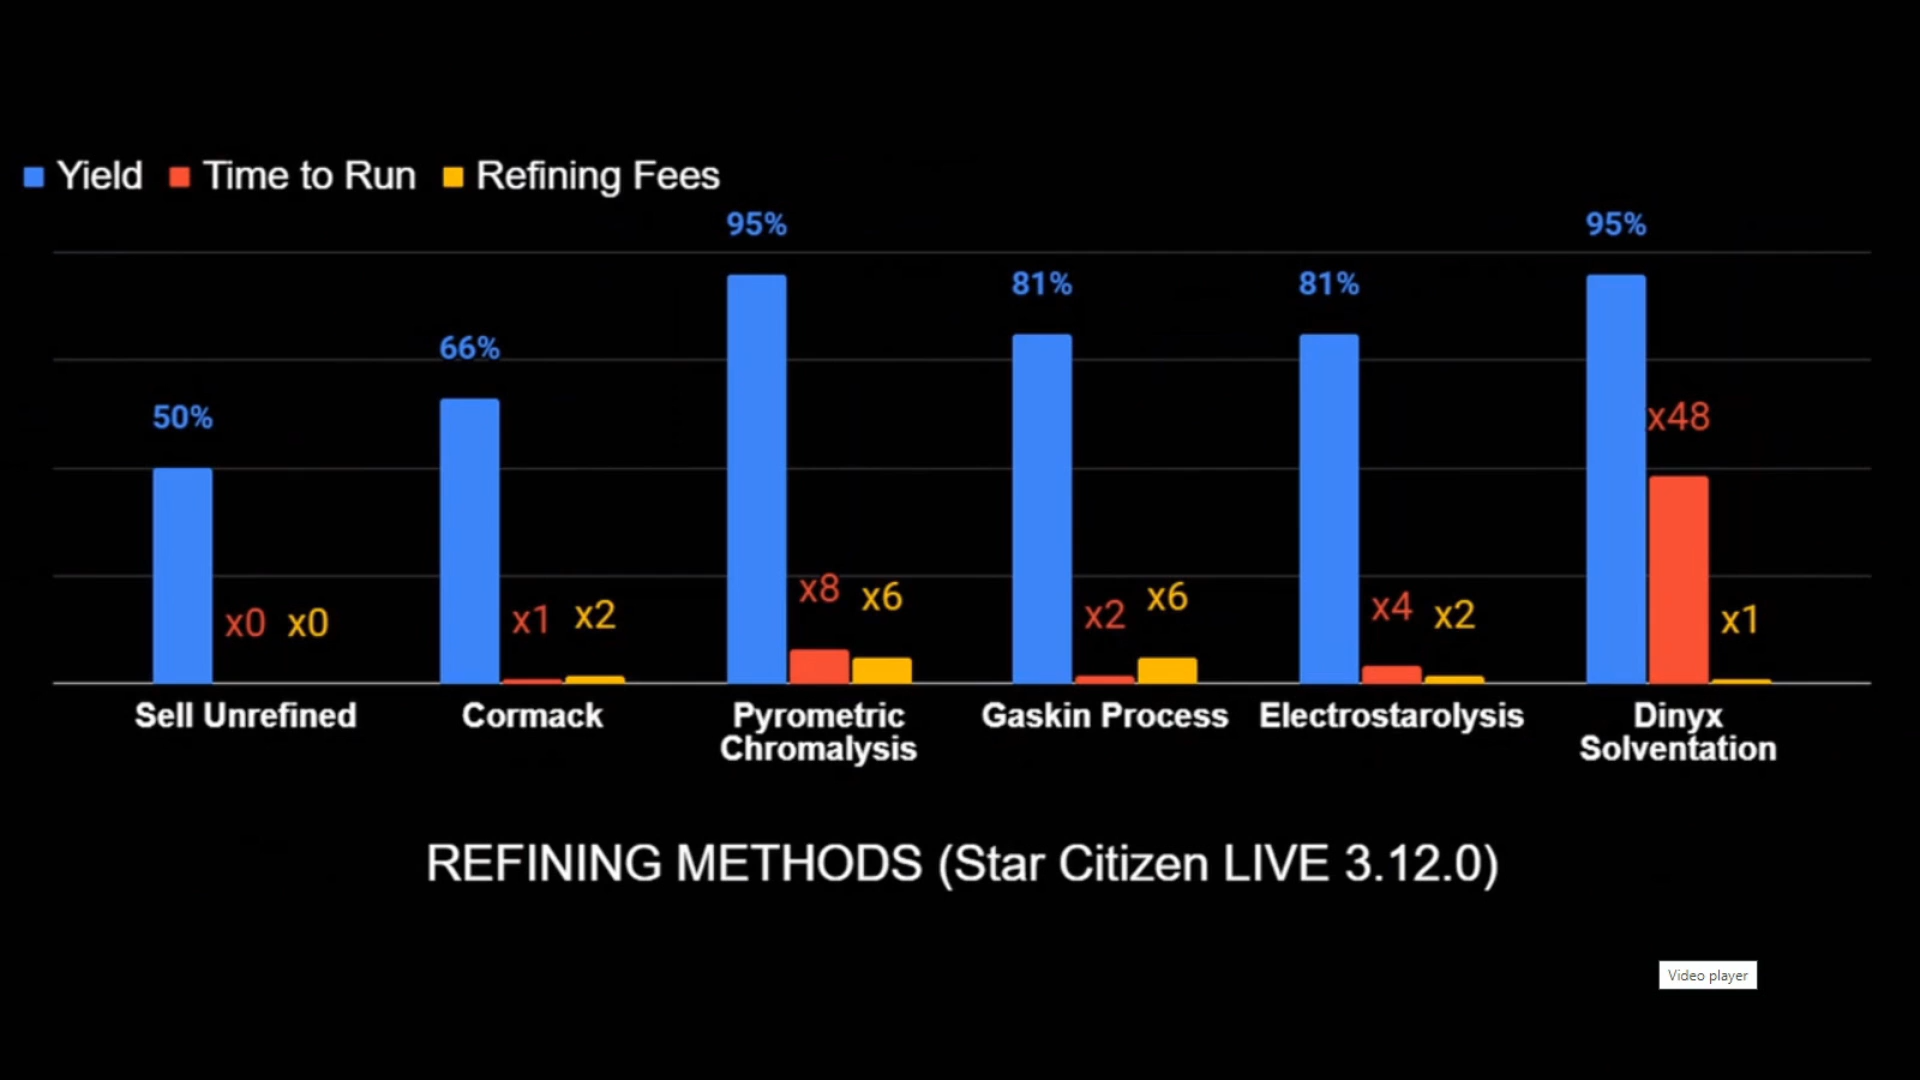 Yield Time to Run Refining Fees
95% 95%
81% 81%
66%
50% x48
x8 x6 x6
x0 x0 x1 x2 x2 x4 x2 x1
Sell Unrefined Cormack Pyrometric Gaskin Process Electrostarolysis Dinyx
Chromalysis Solventation
REFINING METHODS (Star Citizen LIVE 3.12.0)
Video player